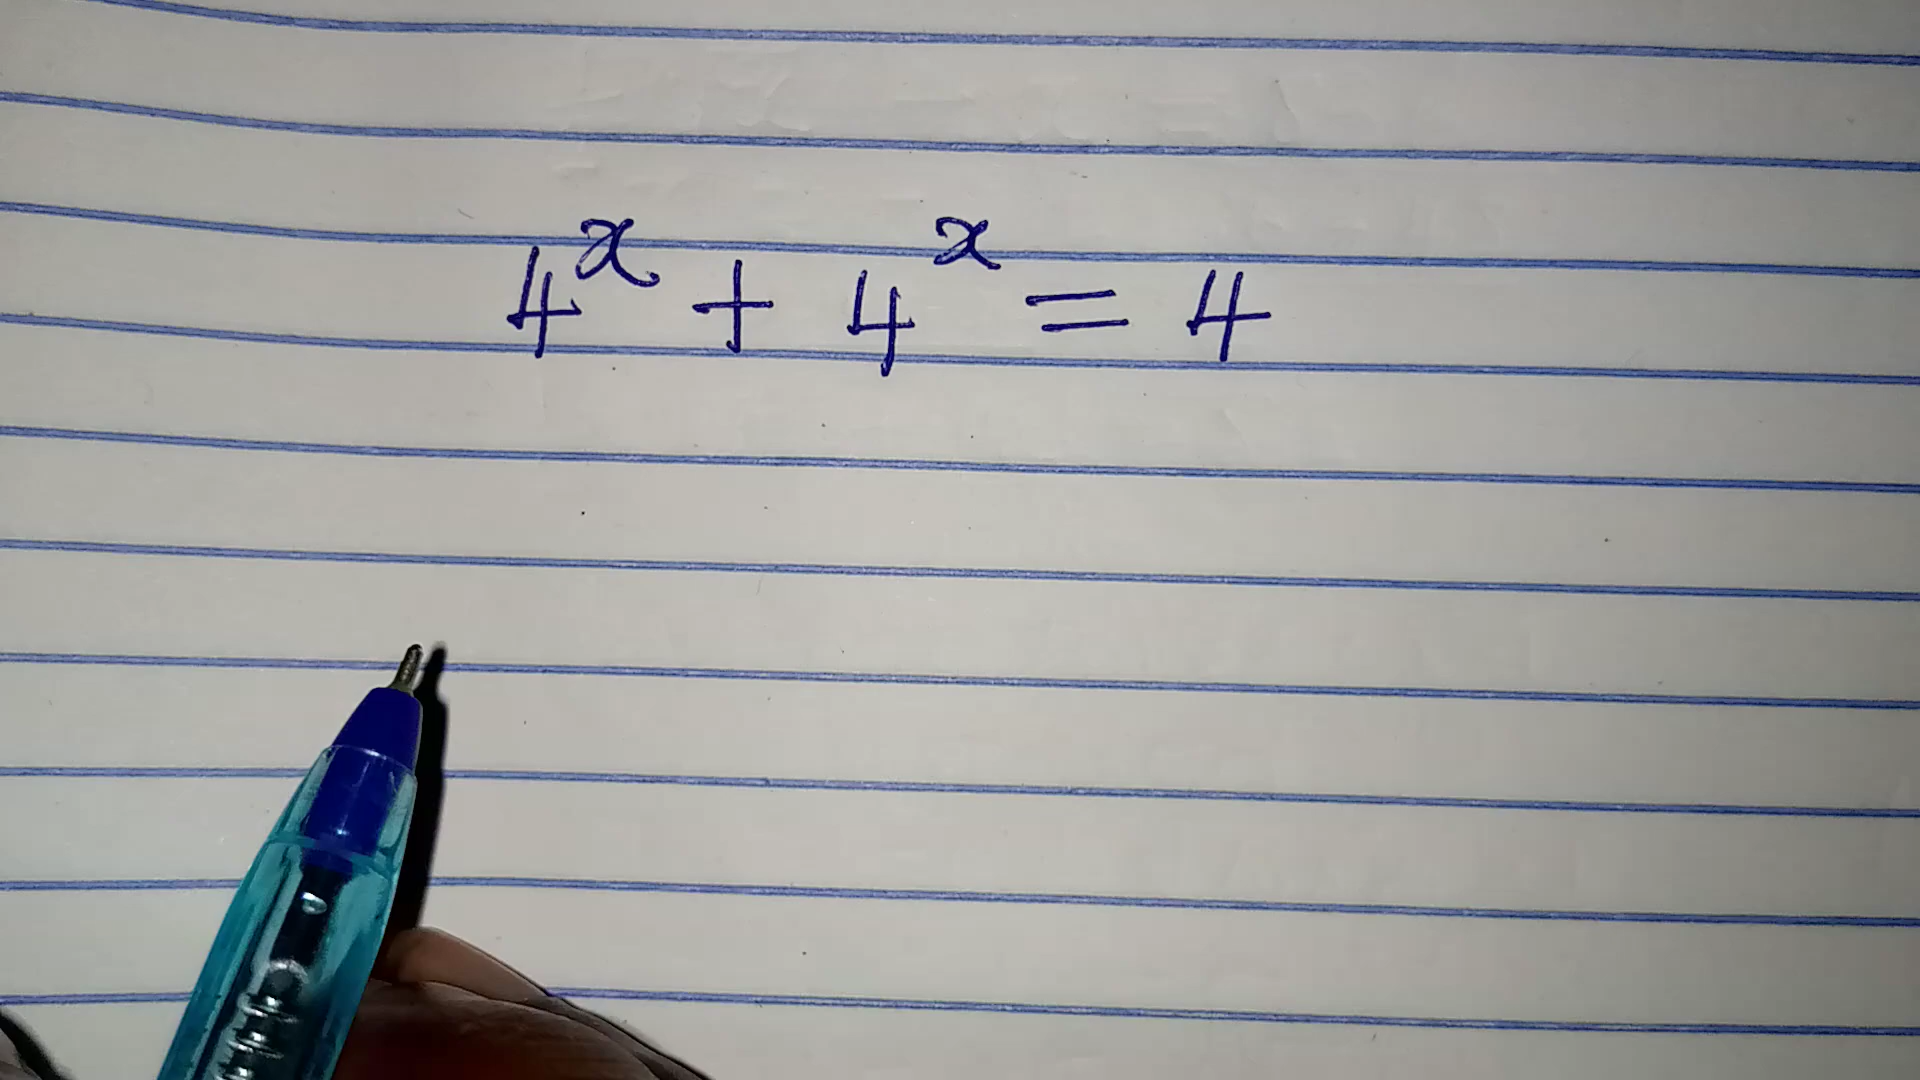 4^x + 4^x = 4